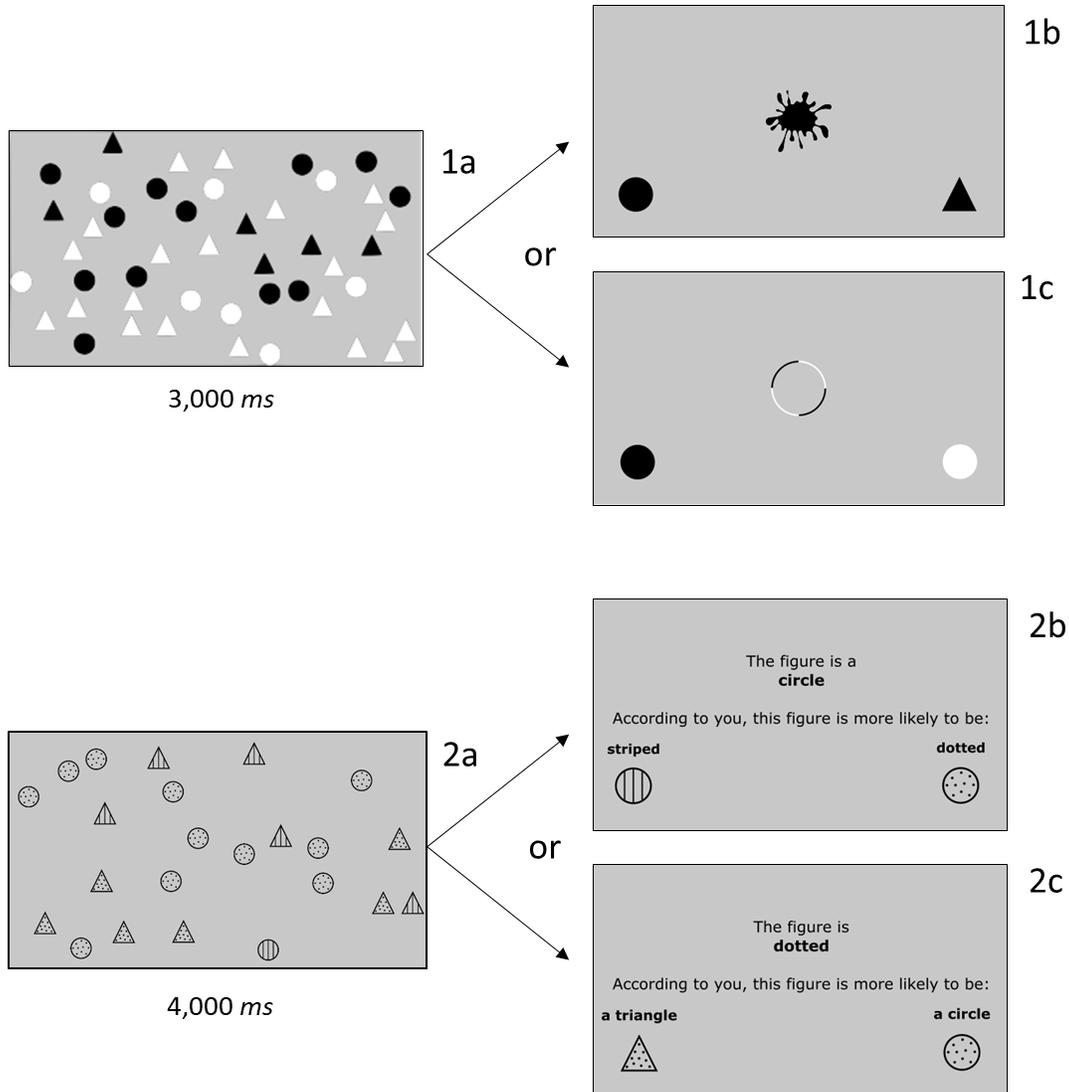 1b
1a
or
1c
3,000 ms
2b
The figure is a
circle
According to you, this figure is more likely to be:
striped
dotted
2a
or
2c
The figure is
dotted
According to you, this figure is more likely to be:
a triangle
a circle
4,000 ms